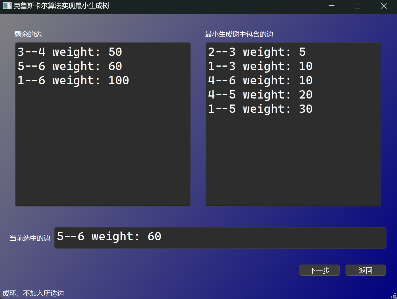 克鲁斯卡尔算法实现最小生成树
剩余的边
3--4 weight: 50
5--6 weight: 60
1--6 weight: 100
最小生成树中包含的边
2--3 weight: 5
1--3 weight: 10
4--6 weight: 10
4--5 weight: 20
1--5 weight: 30
当前选中的边
5--6 weight: 60
下一步
返回
成环，不加入所选边